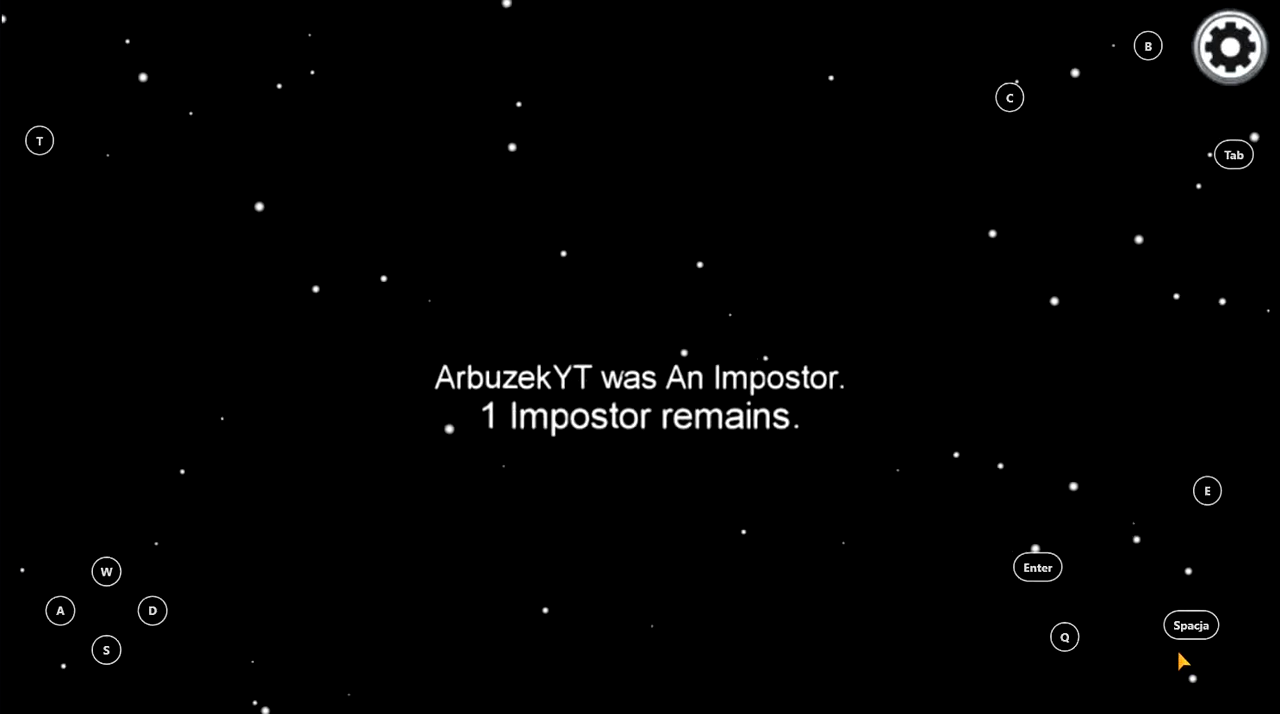 B
C
T
Tab
ArbuzekYT was An Impostor.
1 Impostor remains.
E
W
Enter
A
D
Spacja
Q
S